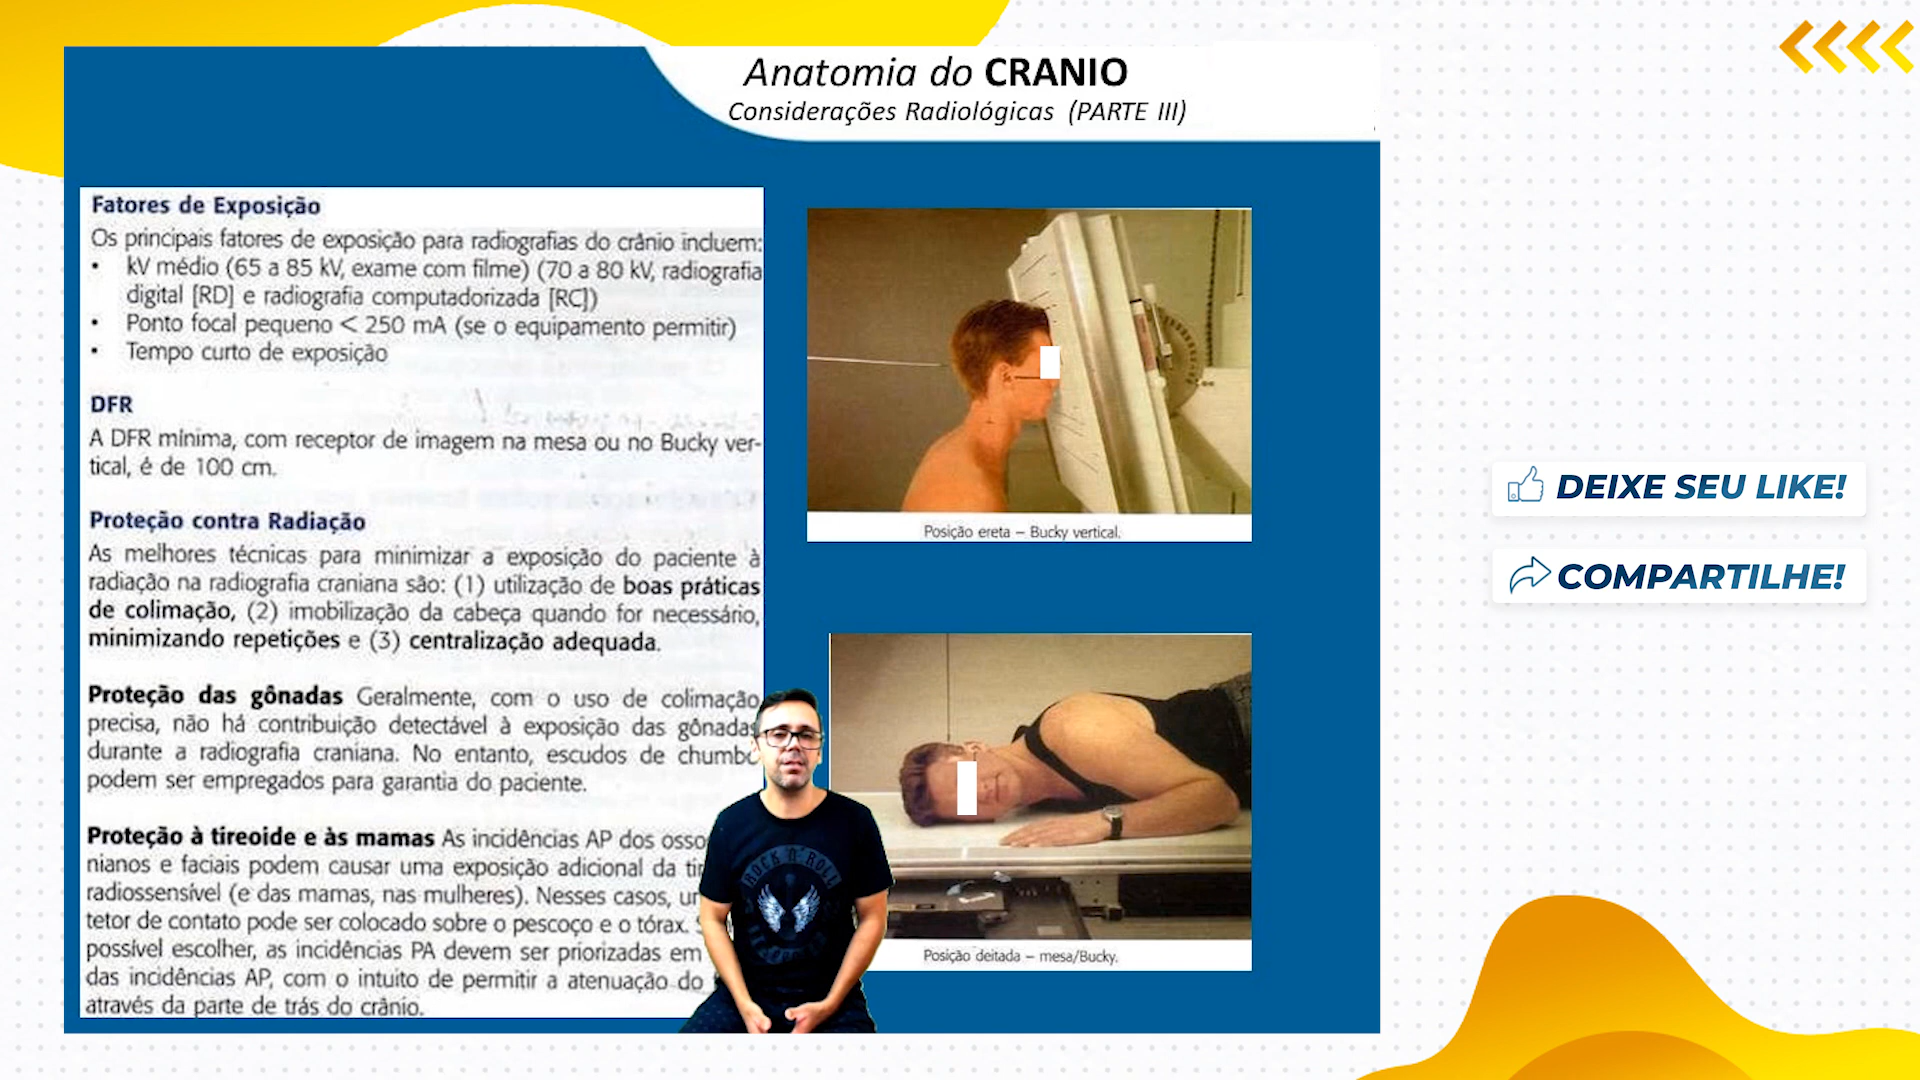 Anatomia do CRANIO
Considerações Radiológicas (PARTE III)
Fatores de Exposição
Os principais fatores de exposição para radiografias do crânio incluem:
• kV médio (65 a 85 kV, exame com filme) (70 a 80 kV, radiografia
digital [RD] e radiografia computadorizada [RC])
• Ponto focal pequeno < 250 mA (se o equipamento permitir)
• Tempo curto de exposição
DFR
A DFR mínima, com receptor de imagem na mesa ou no Bucky ver-
tical, é de 100 cm.
Proteção contra Radiação
As melhores técnicas para minimizar a exposição do paciente à
radiação na radiografia craniana são: (1) utilização de boas práticas
de colimação, (2) imobilização da cabeça quando for necessário,
minimizando repetições e (3) centralização adequada.
Proteção das gônadas Geralmente, com o uso de colimação
precisa, não há contribuição detectável à exposição das gônadas
durante a radiografia craniana. No entanto, escudos de chumbo
podem ser empregados para garantia do paciente.
Proteção à tireoide e às mamas As incidências AP dos
nianos e faciais podem causar uma exposição adicional da
radiossensível (e das mamas, nas mulheres). Nesses casos,
tetor de contato pode ser colocado sobre o pescoço e o tórax.
possível escolher, as incidências PA devem ser priorizadas em
das incidências AP, com o intuito de permitir a atenuação do
através da parte de trás do crânio.
Posição ereta – Bucky vertical.
Posição deitada – mesa/Bucky.
ROCK N' ROLL
DEIXE SEU LIKE!
COMPARTILHE!